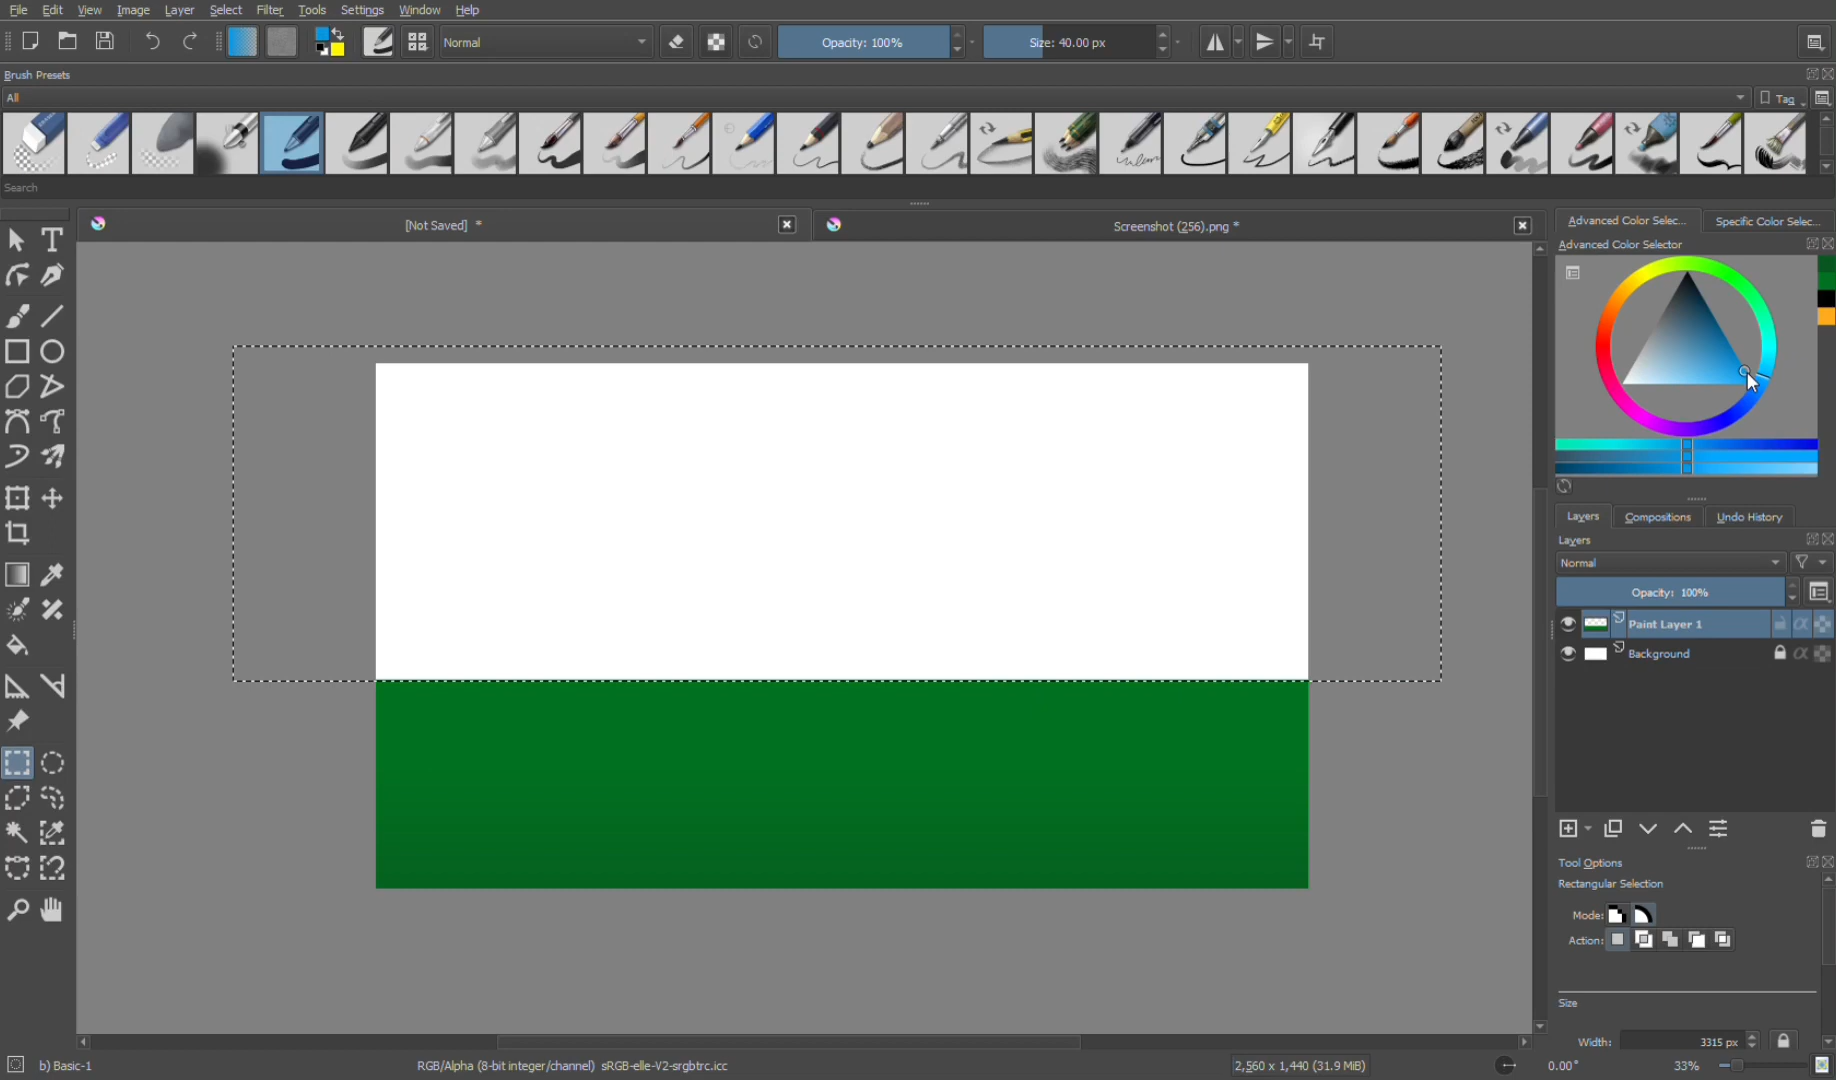 File Edit View Image Layer Select Filter Tools Settings Window Help
Normal Opacity: 100% Size: 40.00 px
Brush Presets
All Tag
Search
[Not Saved] * Screenshot (256).png *
Advanced Color Selec... Specific Color Selec...
Advanced Color Selector
Layers Compositions Undo History
Layers
Normal
Opacity: 100%
Paint Layer 1
Background
Tool Options
Rectangular Selection
Mode:
Action:
Size
Width: 3315 px
b) Basic-1 RGB/Alpha (8-bit integer/channel) sRGB-elle-V2-srgbtrc.icc 2,560 x 1,440 (31.9 MiB) 0.00° 33%